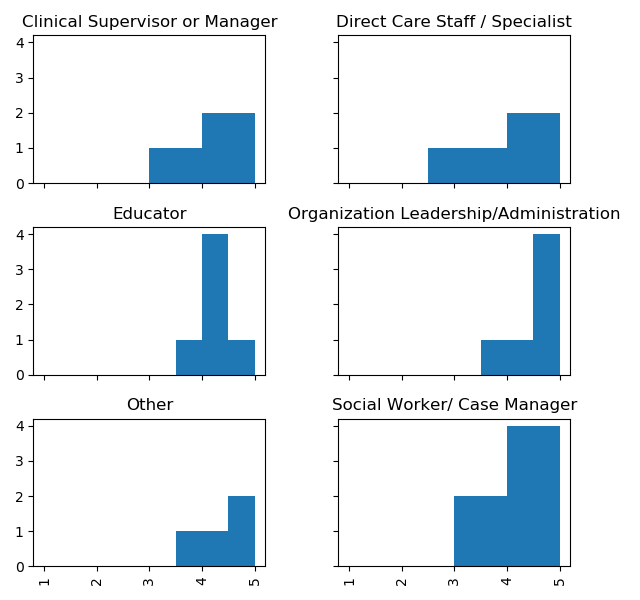 Clinical Supervisor or Manager
Direct Care Staff / Specialist
4
3
2
1
0
Educator
Organization Leadership/Administration
4
3
2
1
0
Other
Social Worker/ Case Manager
4
3
2
1
0
1 2 3 4 5
1 2 3 4 5